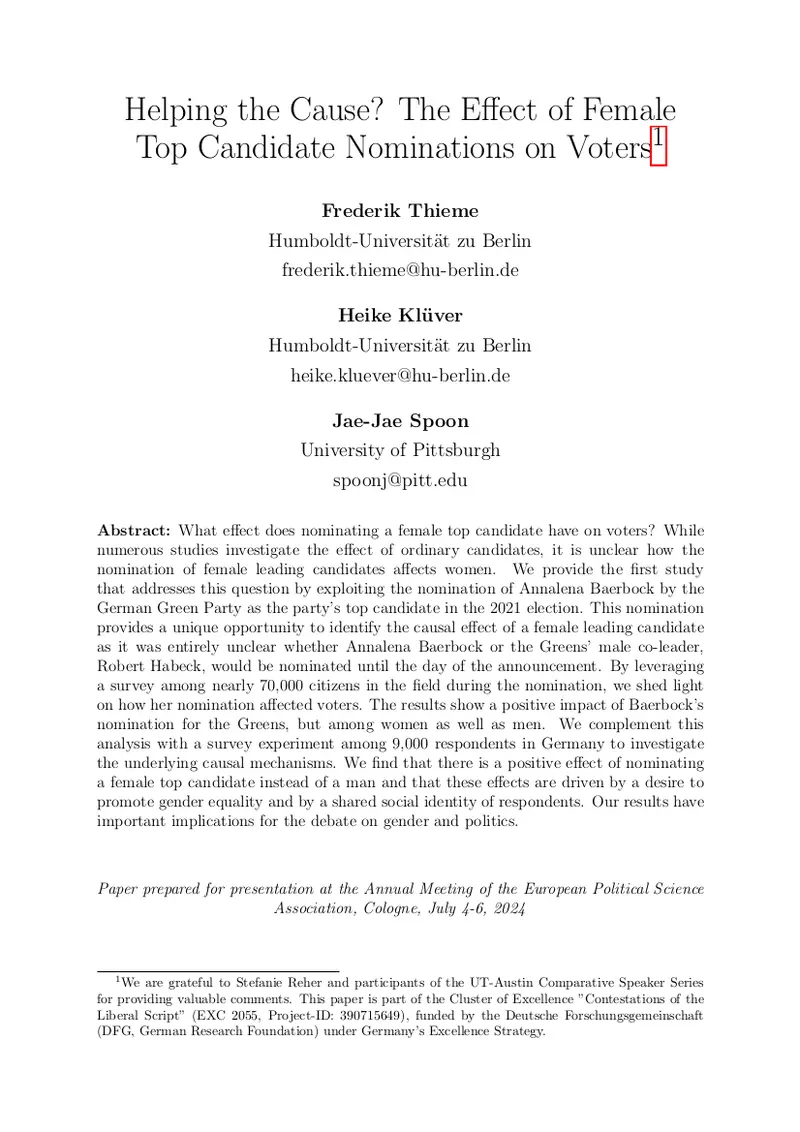 Helping the Cause? The Effect of Female
Top Candidate Nominations on Voters1
Frederik Thieme
Humboldt-Universität zu Berlin
frederik.thieme@hu-berlin.de
Heike Klüver
Humboldt-Universität zu Berlin
heike.kluever@hu-berlin.de
Jae-Jae Spoon
University of Pittsburgh
spoonj@pitt.edu
Abstract: What effect does nominating a female top candidate have on voters? While
numerous studies investigate the effect of ordinary candidates, it is unclear how the
nomination of female leading candidates affects women. We provide the first study
that addresses this question by exploiting the nomination of Annalena Baerbock by the
German Green Party as the party's top candidate in the 2021 election. This nomination
provides a unique opportunity to identify the causal effect of a female leading candidate
as it was entirely unclear whether Annalena Baerbock or the Greens' male co-leader,
Robert Habeck, would be nominated until the day of the announcement. By leveraging
a survey among nearly 70,000 citizens in the field during the nomination, we shed light
on how her nomination affected voters. The results show a positive impact of Baerbock's
nomination for the Greens, but among women as well as men. We complement this
analysis with a survey experiment among 9,000 respondents in Germany to investigate
the underlying causal mechanisms. We find that there is a positive effect of nominating
a female top candidate instead of a man and that these effects are driven by a desire to
promote gender equality and by a shared social identity of respondents. Our results have
important implications for the debate on gender and politics.
Paper prepared for presentation at the Annual Meeting of the European Political Science
Association, Cologne, July 4-6, 2024
1We are grateful to Stefanie Reher and participants of the UT-Austin Comparative Speaker Series
for providing valuable comments. This paper is part of the Cluster of Excellence "Contestations of the
Liberal Script" (EXC 2055, Project-ID: 390715649), funded by the Deutsche Forschungsgemeinschaft
(DFG, German Research Foundation) under Germany's Excellence Strategy.